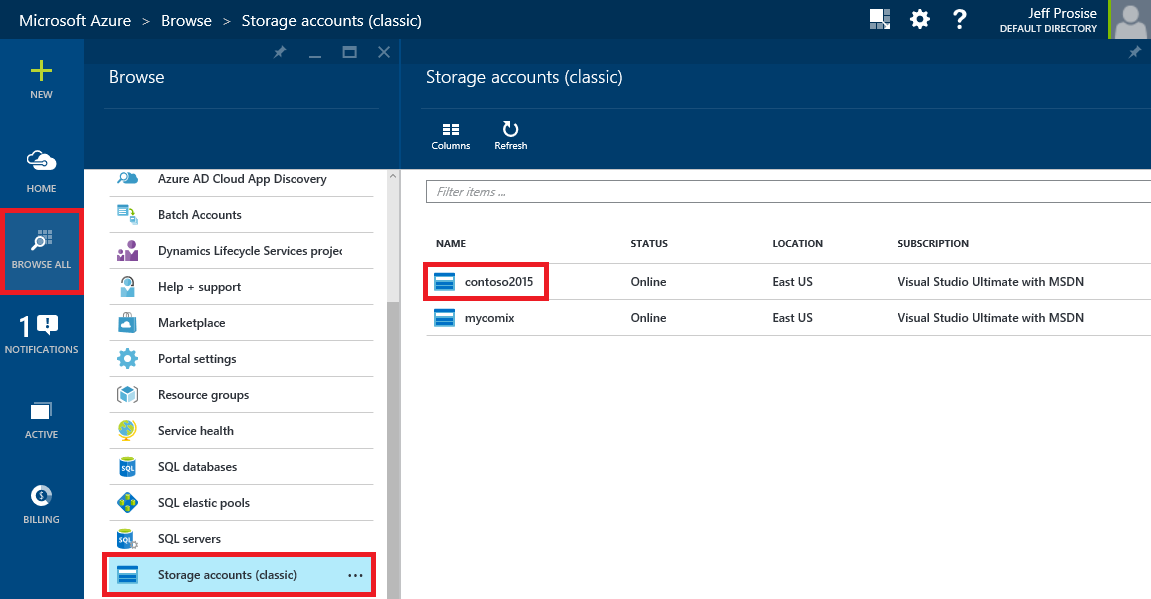 Microsoft Azure > Browse > Storage accounts (classic)
?
Jeff Prosise
DEFAULT DIRECTORY
NEW
HOME
BROWSE ALL
1
NOTIFICATIONS
ACTIVE
BILLING
Browse
Azure AD Cloud App Discovery
Batch Accounts
Dynamics Lifecycle Services projec
Help + support
Marketplace
Portal settings
Resource groups
Service health
SQL databases
SQL elastic pools
SQL servers
Storage accounts (classic) ...
Storage accounts (classic)
Columns Refresh
Filter items ...
NAME STATUS LOCATION SUBSCRIPTION
contoso2015 Online East US Visual Studio Ultimate with MSDN
mycomix Online East US Visual Studio Ultimate with MSDN